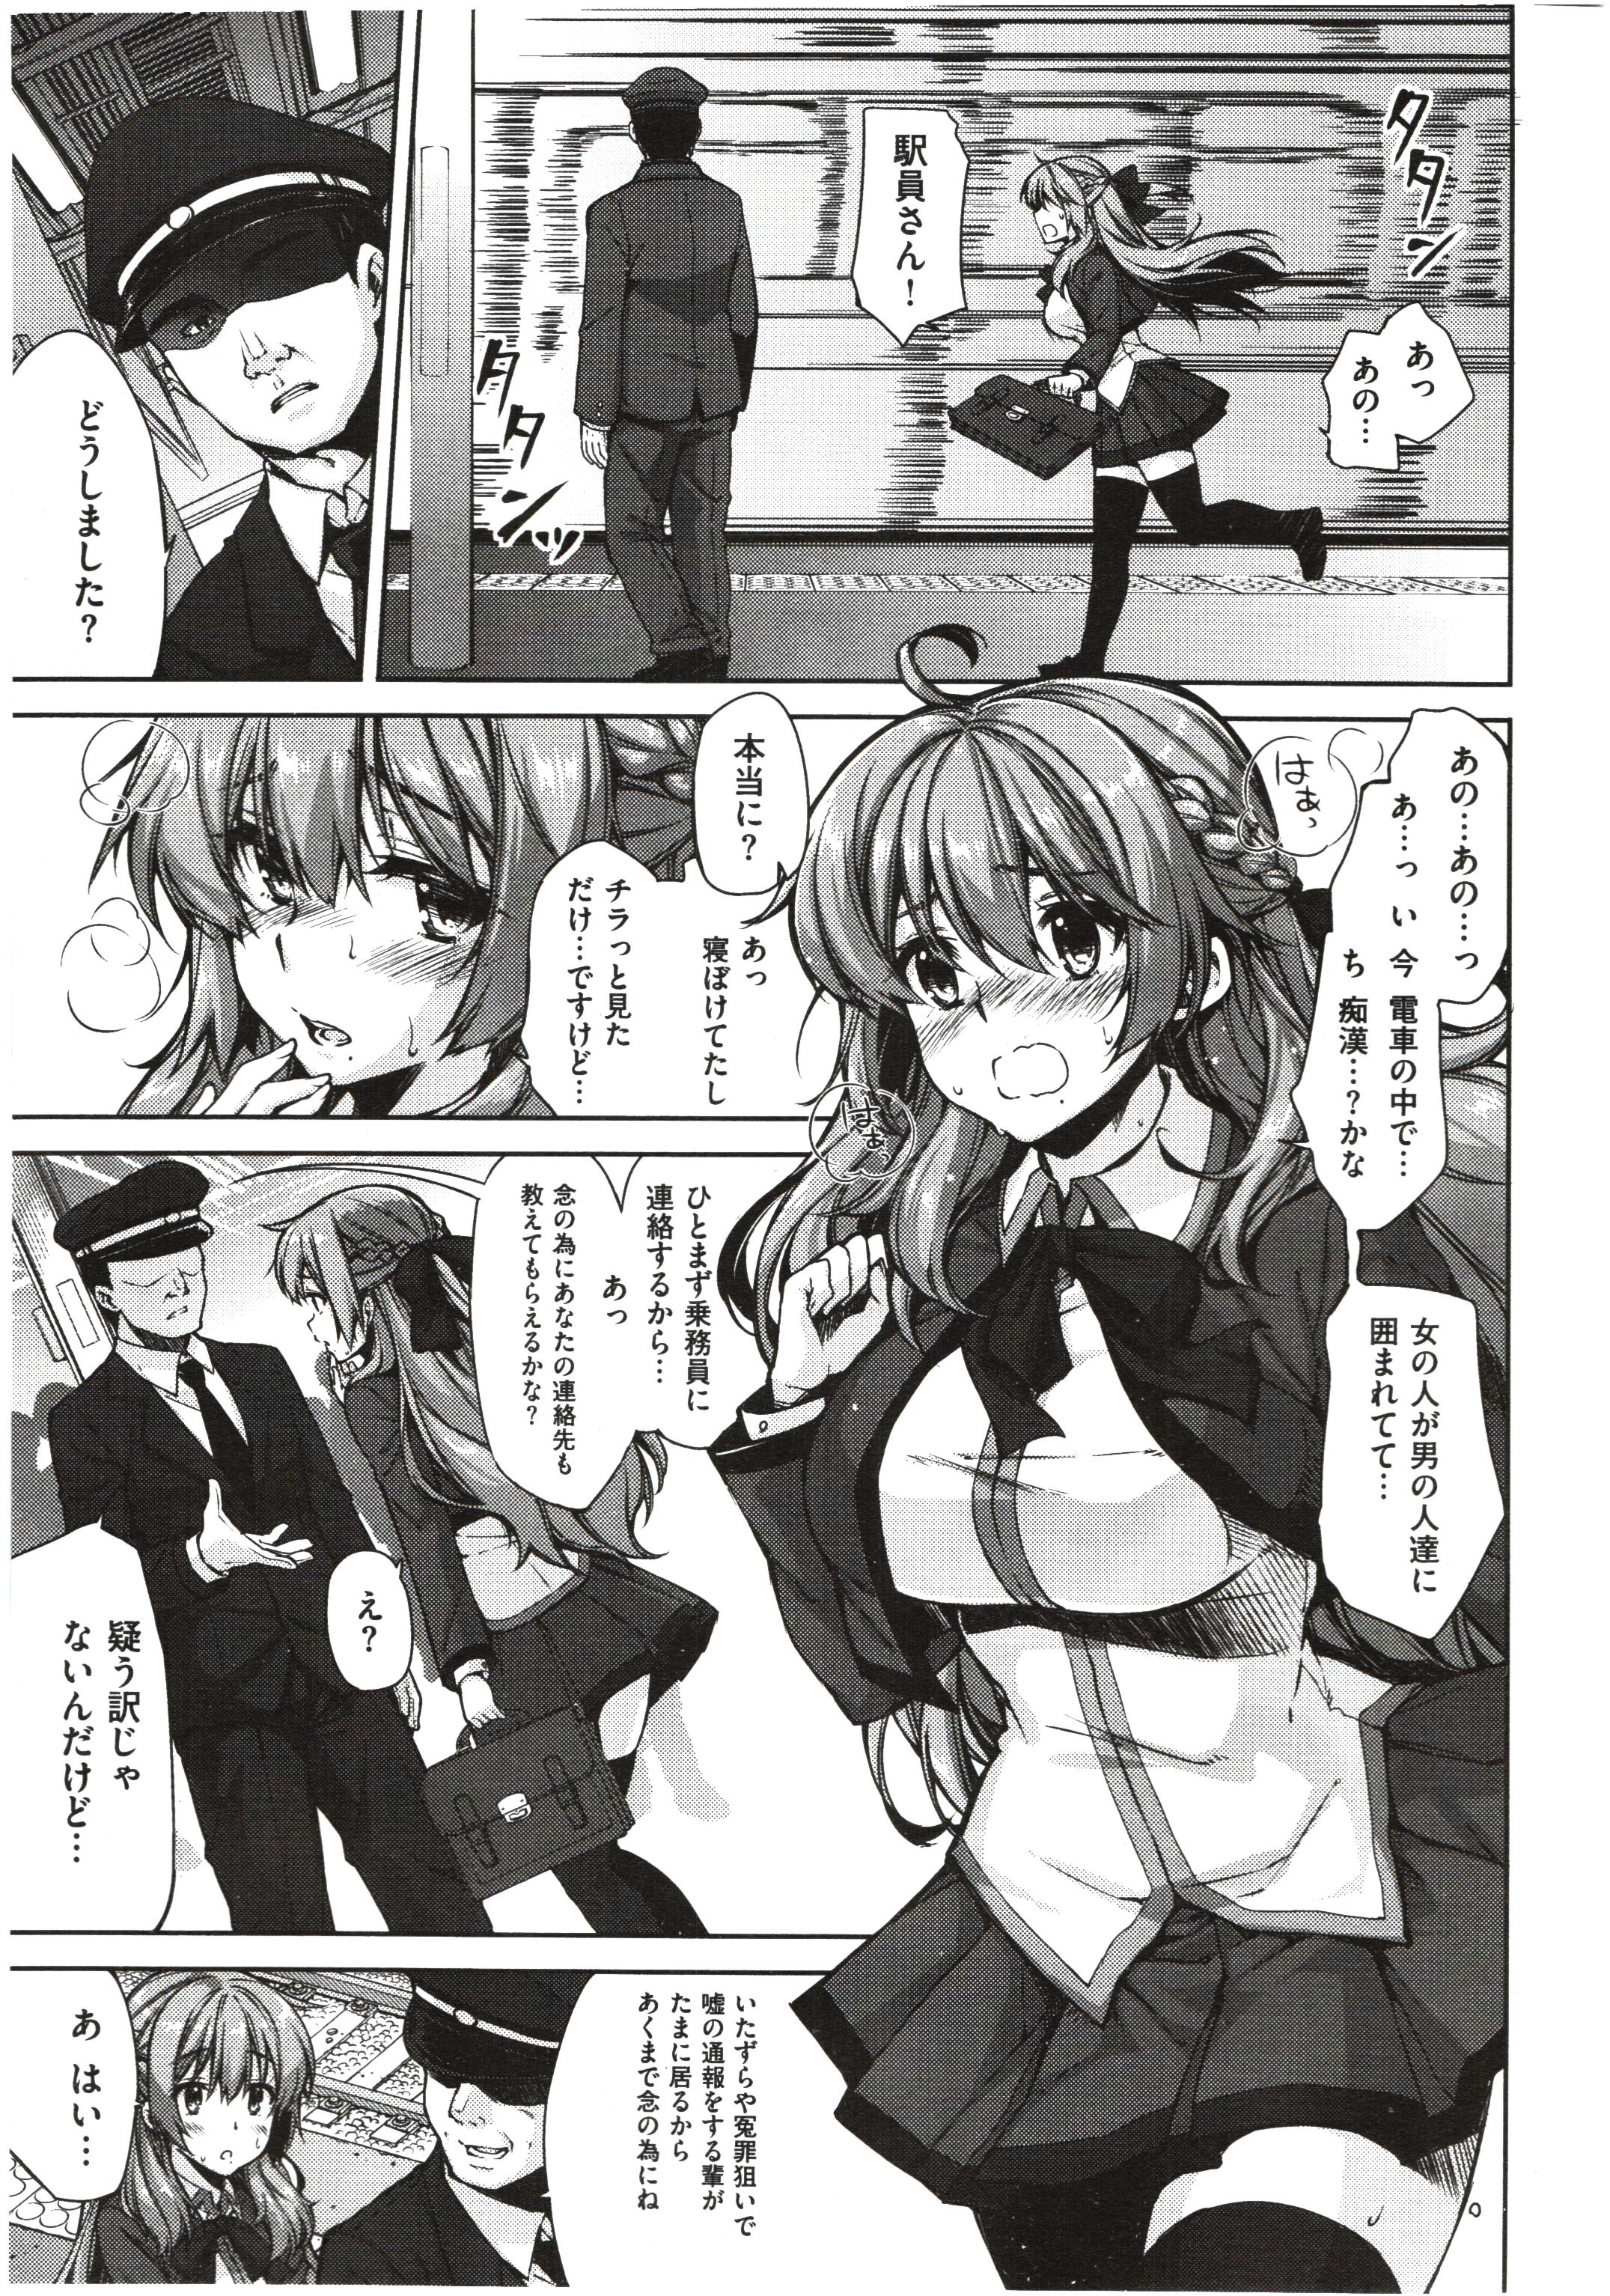 タタン
あっ
あの…
駅員さん！
タタンッ
どうしました？
あの…あの…っ
あ…っ い 今 電車の中で…
ち 痴漢…？かな
はぁっ
女の人が男の人達に
囲まれてて…
はぁっ
本当に？
あっ
寝ぼけてたし
チラっと見た
だけ…ですけど…
ひとまず乗務員に
連絡するから…
あっ
念の為にあなたの連絡先も
教えてもらえるかな？
え？
疑う訳じゃ
ないんだけど…
いたずらや冤罪狙いで
嘘の通報をする輩が
たまに居るから
あくまで念の為にね
あ はい…